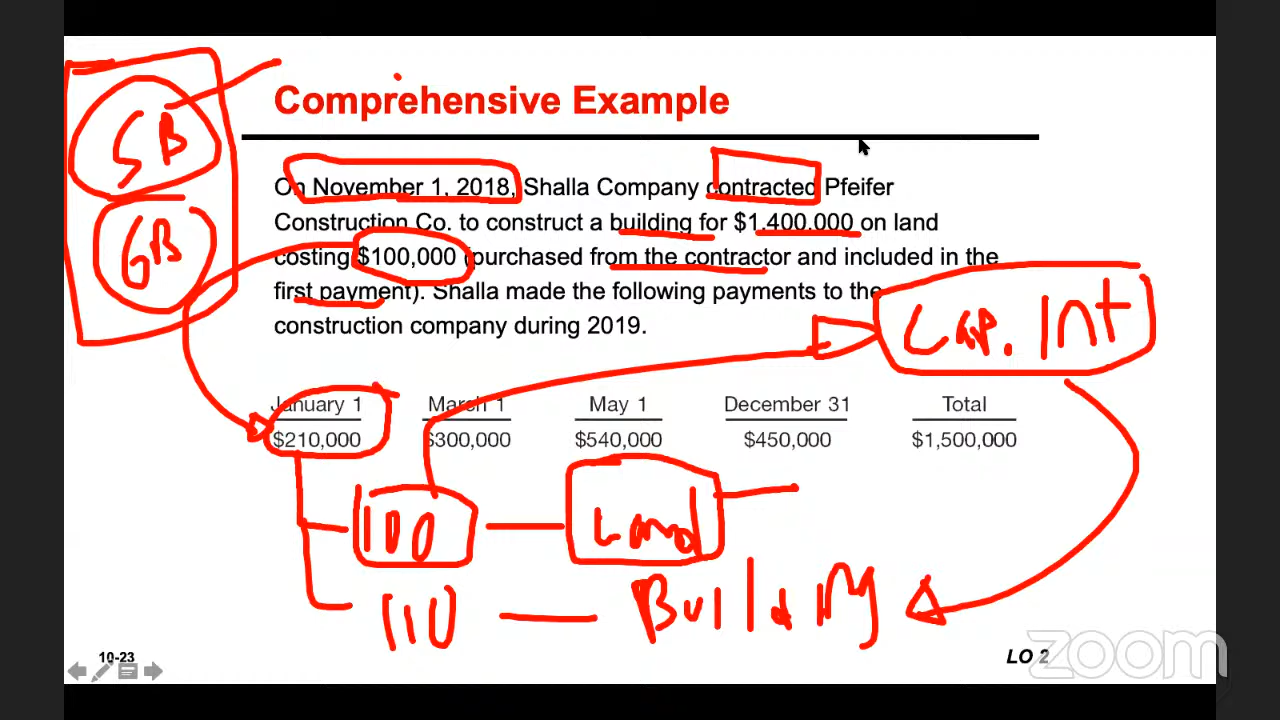 Comprehensive Example
SB
GB
On November 1, 2018, Shalla Company contracted Pfeifer
Construction Co. to construct a building for $1,400,000 on land
costing $100,000 (purchased from the contractor and included in the
first payment). Shalla made the following payments to the
construction company during 2019.
Cap. Int
January 1 March 1 May 1 December 31 Total
$210,000 $300,000 $540,000 $450,000 $1,500,000
100 — Land
110 — Building
10-23
LO 2
zoom